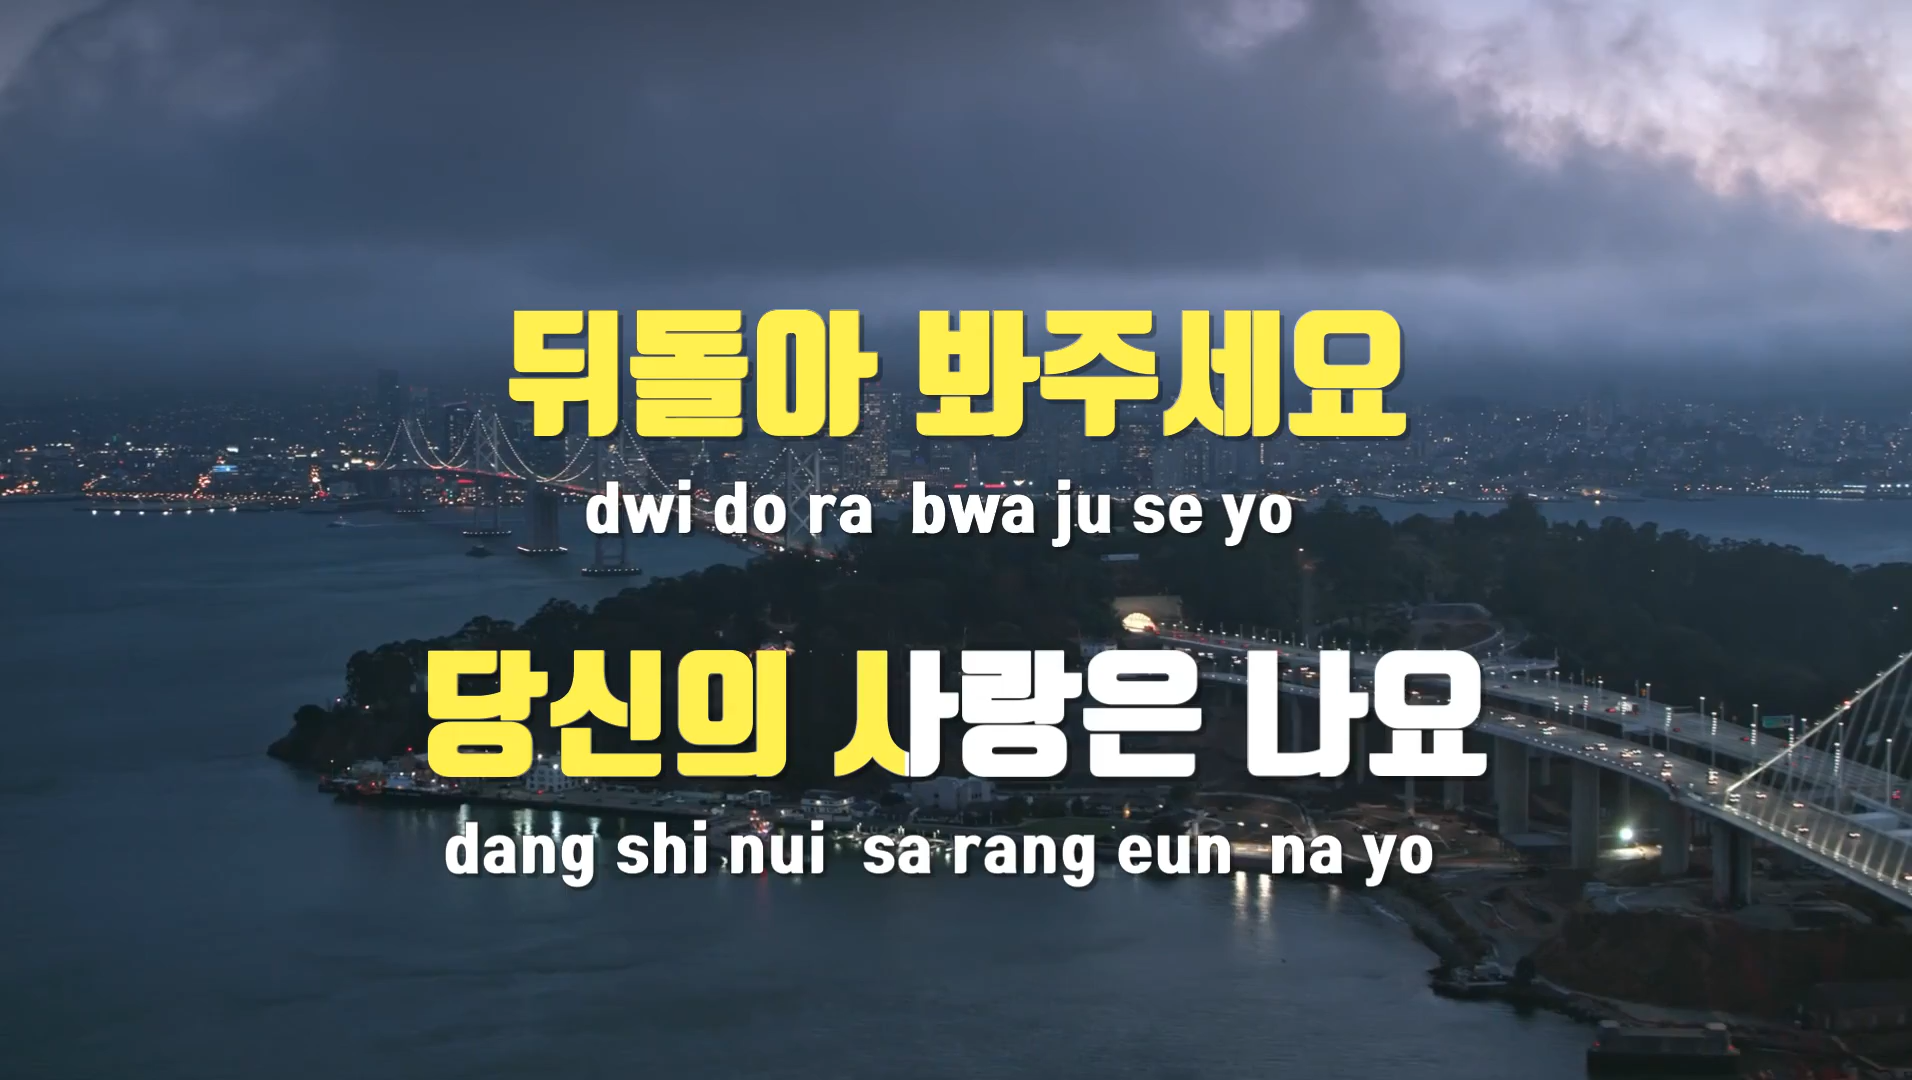 뒤돌아 봐주세요
dwi do ra bwa ju se yo
당신의 사랑은 나요
dang shi nui sa rang eun na yo